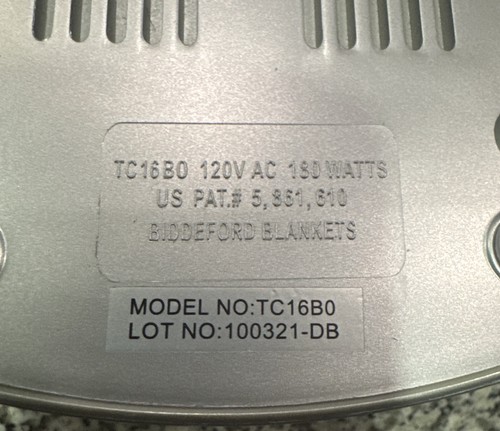 TC16B0 120V AC 180 WATTS
US PAT.# 5,861,610
BIDDEFORD BLANKETS
MODEL NO:TC16B0
LOT NO:100321-DB